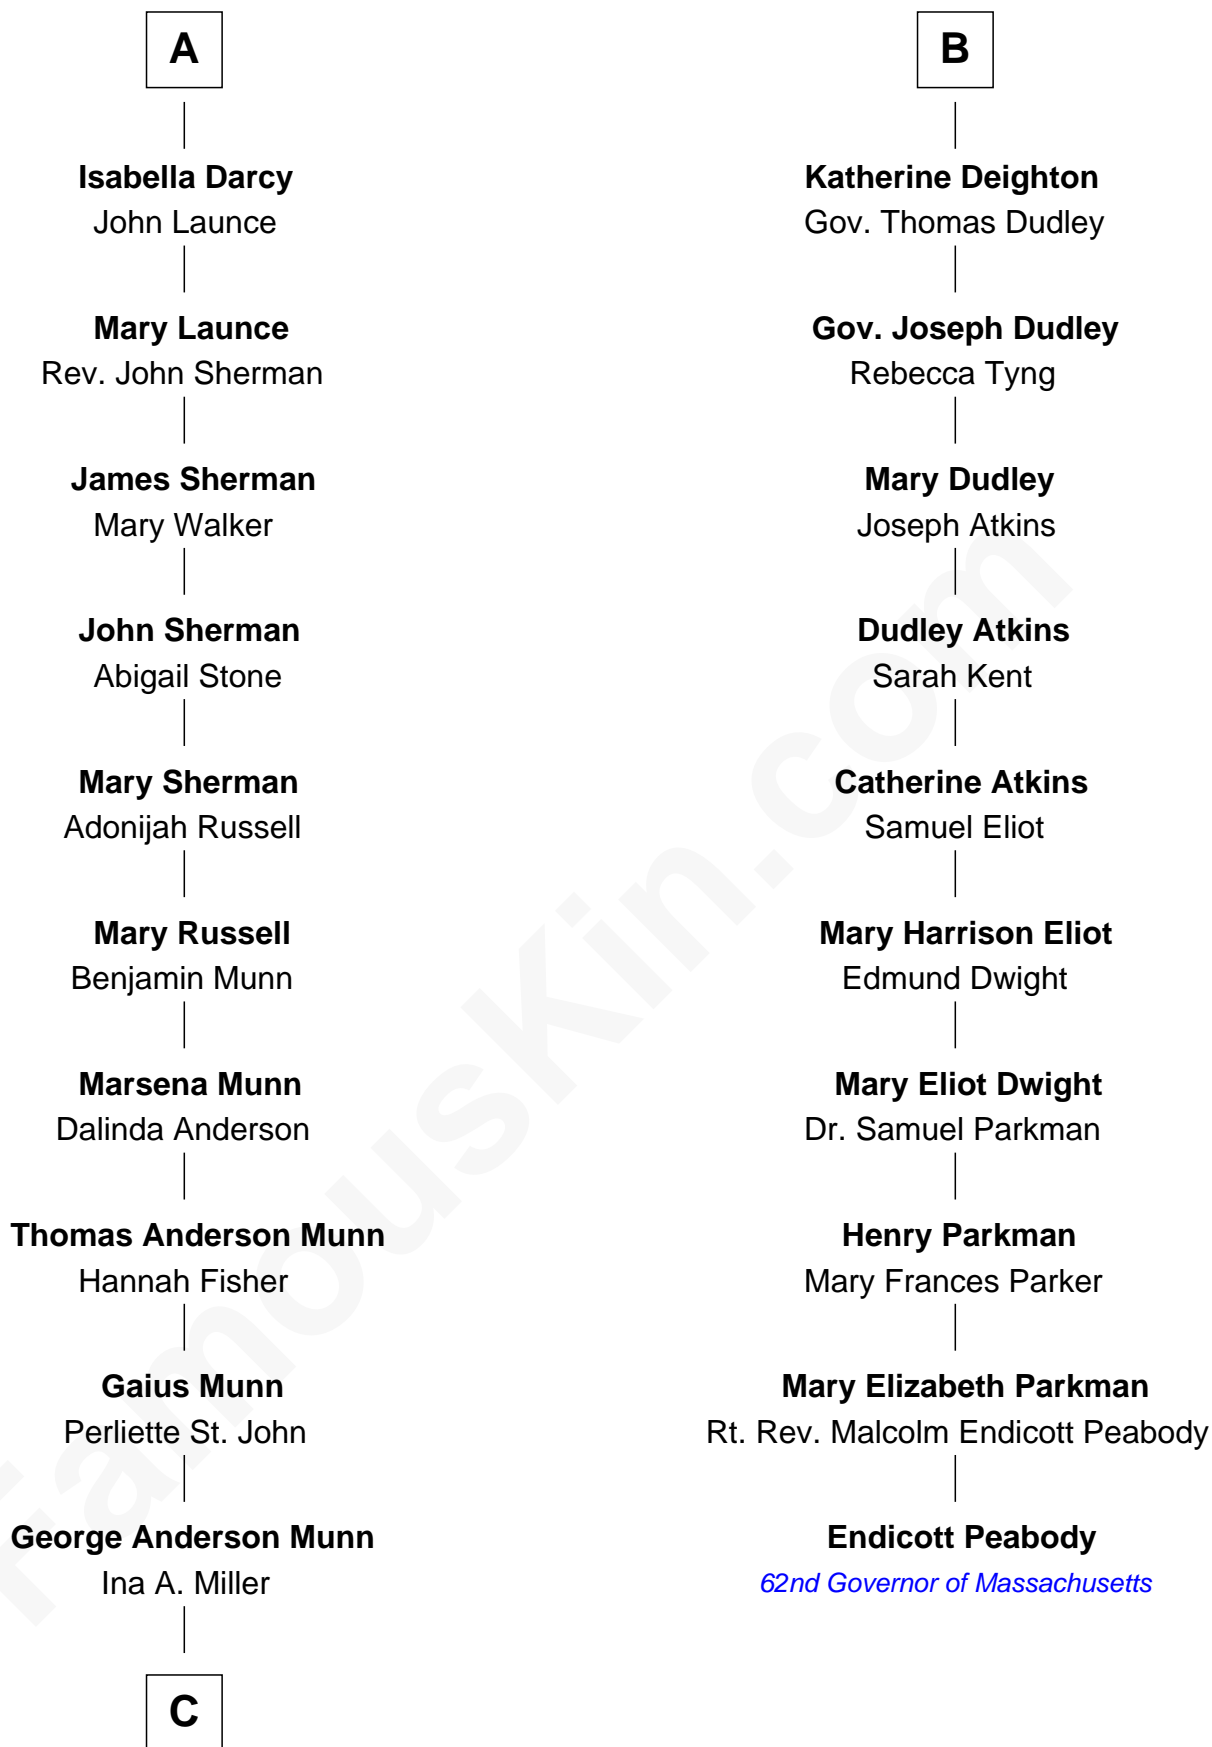 A
Isabella Darcy
John Launce
Mary Launce
Rev. John Sherman
James Sherman
Mary Walker
John Sherman
Abigail Stone
Mary Sherman
Adonijah Russell
Mary Russell
Benjamin Munn
Marsena Munn
Dalinda Anderson
Thomas Anderson Munn
Hannah Fisher
Gaius Munn
Perliette St. John
George Anderson Munn
Ina A. Miller
C
B
Katherine Deighton
Gov. Thomas Dudley
Gov. Joseph Dudley
Rebecca Tyng
Mary Dudley
Joseph Atkins
Dudley Atkins
Sarah Kent
Catherine Atkins
Samuel Eliot
Mary Harrison Eliot
Edmund Dwight
Mary Eliot Dwight
Dr. Samuel Parkman
Henry Parkman
Mary Frances Parker
Mary Elizabeth Parkman
Rt. Rev. Malcolm Endicott Peabody
Endicott Peabody
62nd Governor of Massachusetts
FamousKin.com